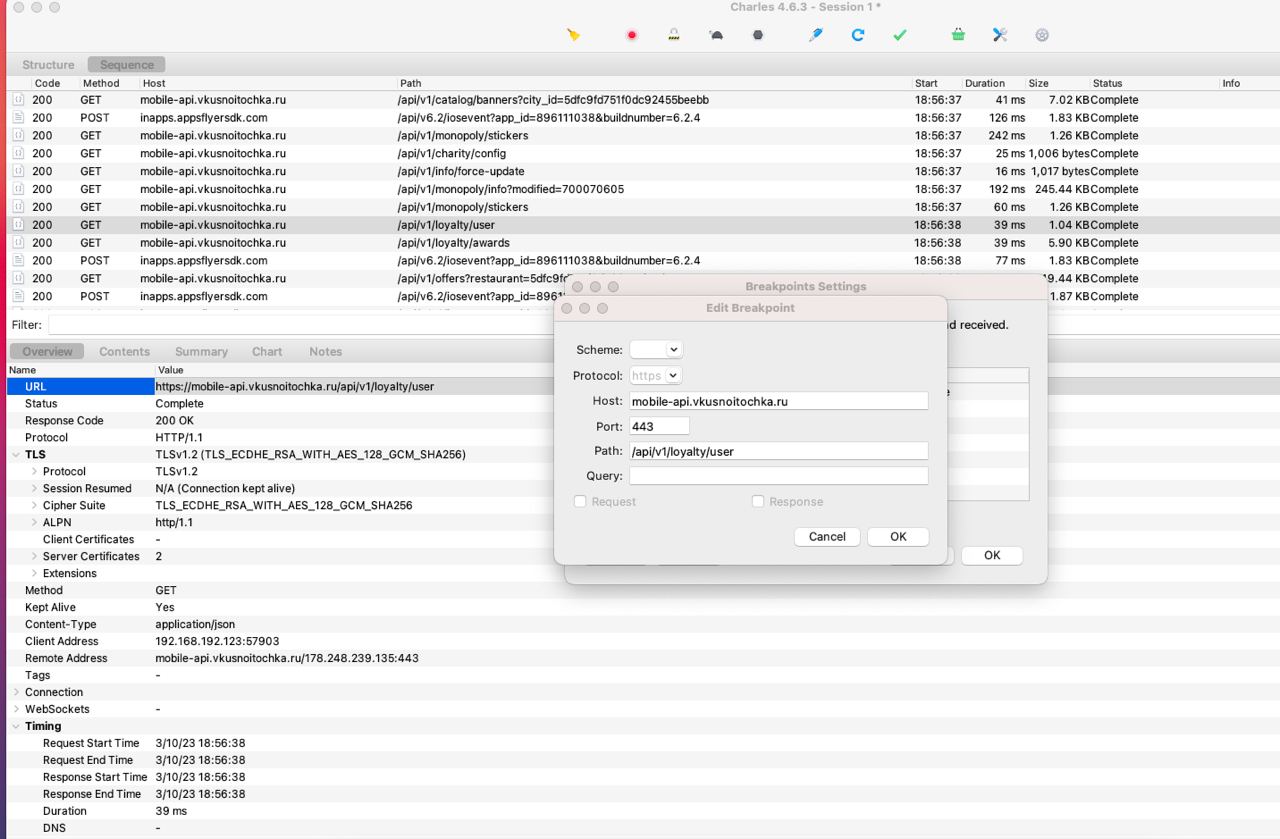 Charles 4.6.3 - Session 1 *
Structure Sequence
Code Method Host Path Start Duration Size Status Info
200 GET mobile-api.vkusnoitochka.ru /api/v1/catalog/banners?city_id=5dfc9fd751f0dc92455beebb 18:56:37 41 ms 7.02 KB Complete
200 POST inapps.appsflyersdk.com /api/v6.2/iosevent?app_id=896111038&buildnumber=6.2.4 18:56:37 126 ms 1.83 KB Complete
200 GET mobile-api.vkusnoitochka.ru /api/v1/monopoly/stickers 18:56:37 242 ms 1.26 KB Complete
200 GET mobile-api.vkusnoitochka.ru /api/v1/charity/config 18:56:37 25 ms 1,006 bytes Complete
200 GET mobile-api.vkusnoitochka.ru /api/v1/info/force-update 18:56:37 16 ms 1,017 bytes Complete
200 GET mobile-api.vkusnoitochka.ru /api/v1/monopoly/info?modified=700070605 18:56:37 192 ms 245.44 KB Complete
200 GET mobile-api.vkusnoitochka.ru /api/v1/monopoly/stickers 18:56:37 60 ms 1.26 KB Complete
200 GET mobile-api.vkusnoitochka.ru /api/v1/loyalty/user 18:56:38 39 ms 1.04 KB Complete
200 GET mobile-api.vkusnoitochka.ru /api/v1/loyalty/awards 18:56:38 39 ms 5.90 KB Complete
200 POST inapps.appsflyersdk.com /api/v6.2/iosevent?app_id=896111038&buildnumber=6.2.4 18:56:38 77 ms 1.83 KB Complete
200 GET mobile-api.vkusnoitochka.ru /api/v1/offers?restaurant=5dfc9f 9.44 KB Complete
200 POST inapps.appsflyersdk.com /api/v6.2/iosevent?app_id=8961 1.87 KB Complete
Filter:
Overview Contents Summary Chart Notes
Name Value
URL https://mobile-api.vkusnoitochka.ru/api/v1/loyalty/user
Status Complete
Response Code 200 OK
Protocol HTTP/1.1
TLS TLSv1.2 (TLS_ECDHE_RSA_WITH_AES_128_GCM_SHA256)
Protocol TLSv1.2
Session Resumed N/A (Connection kept alive)
Cipher Suite TLS_ECDHE_RSA_WITH_AES_128_GCM_SHA256
ALPN http/1.1
Client Certificates -
Server Certificates 2
Extensions
Method GET
Kept Alive Yes
Content-Type application/json
Client Address 192.168.192.123:57903
Remote Address mobile-api.vkusnoitochka.ru/178.248.239.135:443
Tags -
Connection
WebSockets -
Timing
Request Start Time 3/10/23 18:56:38
Request End Time 3/10/23 18:56:38
Response Start Time 3/10/23 18:56:38
Response End Time 3/10/23 18:56:38
Duration 39 ms
DNS -
Breakpoints Settings
d received.
OK
Edit Breakpoint
Scheme:
Protocol: https
Host: mobile-api.vkusnoitochka.ru
Port: 443
Path: /api/v1/loyalty/user
Query:
Request Response
Cancel OK